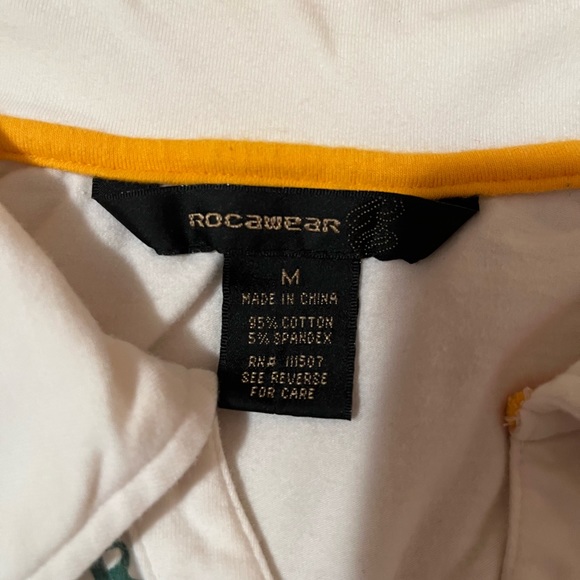 ROCAWEAR
M
MADE IN CHINA
95% COTTON
5% SPANDEX
RN# 111507
SEE REVERSE
FOR CARE